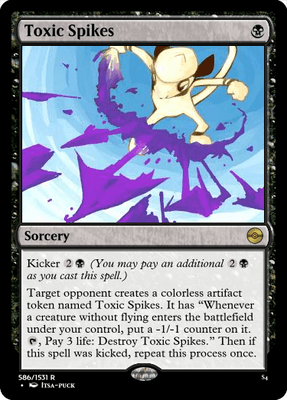 Toxic Spikes
Sorcery
Kicker 2 (You may pay an additional 2
as you cast this spell.)
Target opponent creates a colorless artifact
token named Toxic Spikes. It has “Whenever
a creature without flying enters the battlefield
under your control, put a -1/-1 counter on it.
, Pay 3 life: Destroy Toxic Spikes.” Then if
this spell was kicked, repeat this process once.
586/1531 R
S4
• ITSA-PUCK